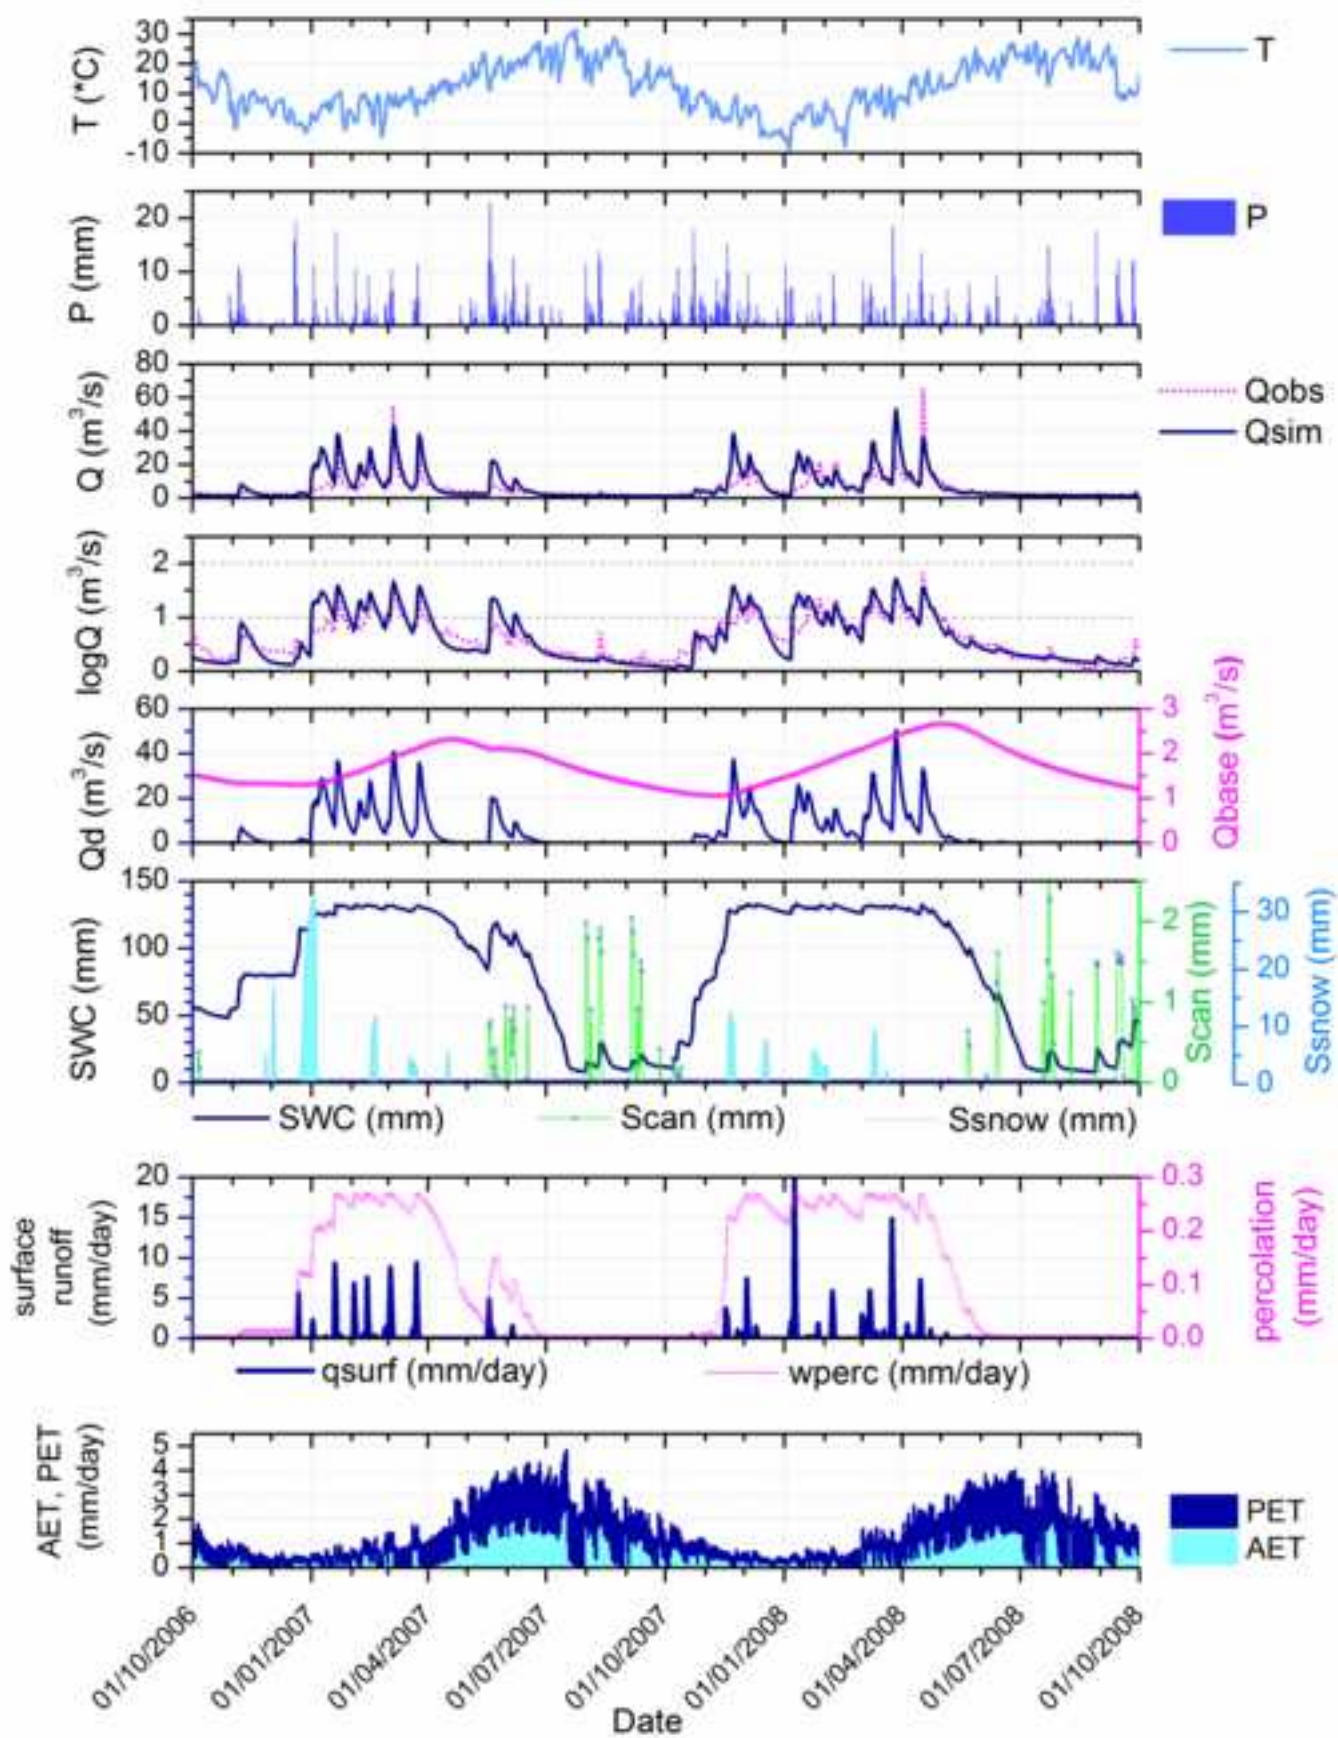 T (°C)
30
20
10
0
-10
T
P (mm)
20
10
0
P
Q (m³/s)
80
60
40
20
0
Qobs
Qsim
logQ (m³/s)
2
1
0
Qd (m³/s)
60
40
20
0
3
2
1
0
Qbase (m³/s)
SWC (mm)
150
100
50
0
2
1
0
Scan (mm)
30
20
10
0
Ssnow (mm)
SWC (mm) Scan (mm) Ssnow (mm)
surface
runoff
(mm/day)
20
15
10
5
0
0.3
0.2
0.1
0.0
percolation
(mm/day)
qsurf (mm/day) wperc (mm/day)
AET, PET
(mm/day)
5
4
3
2
1
0
PET
AET
01/10/2006
01/01/2007
01/04/2007
01/07/2007
01/10/2007
01/01/2008
01/04/2008
01/07/2008
01/10/2008
Date